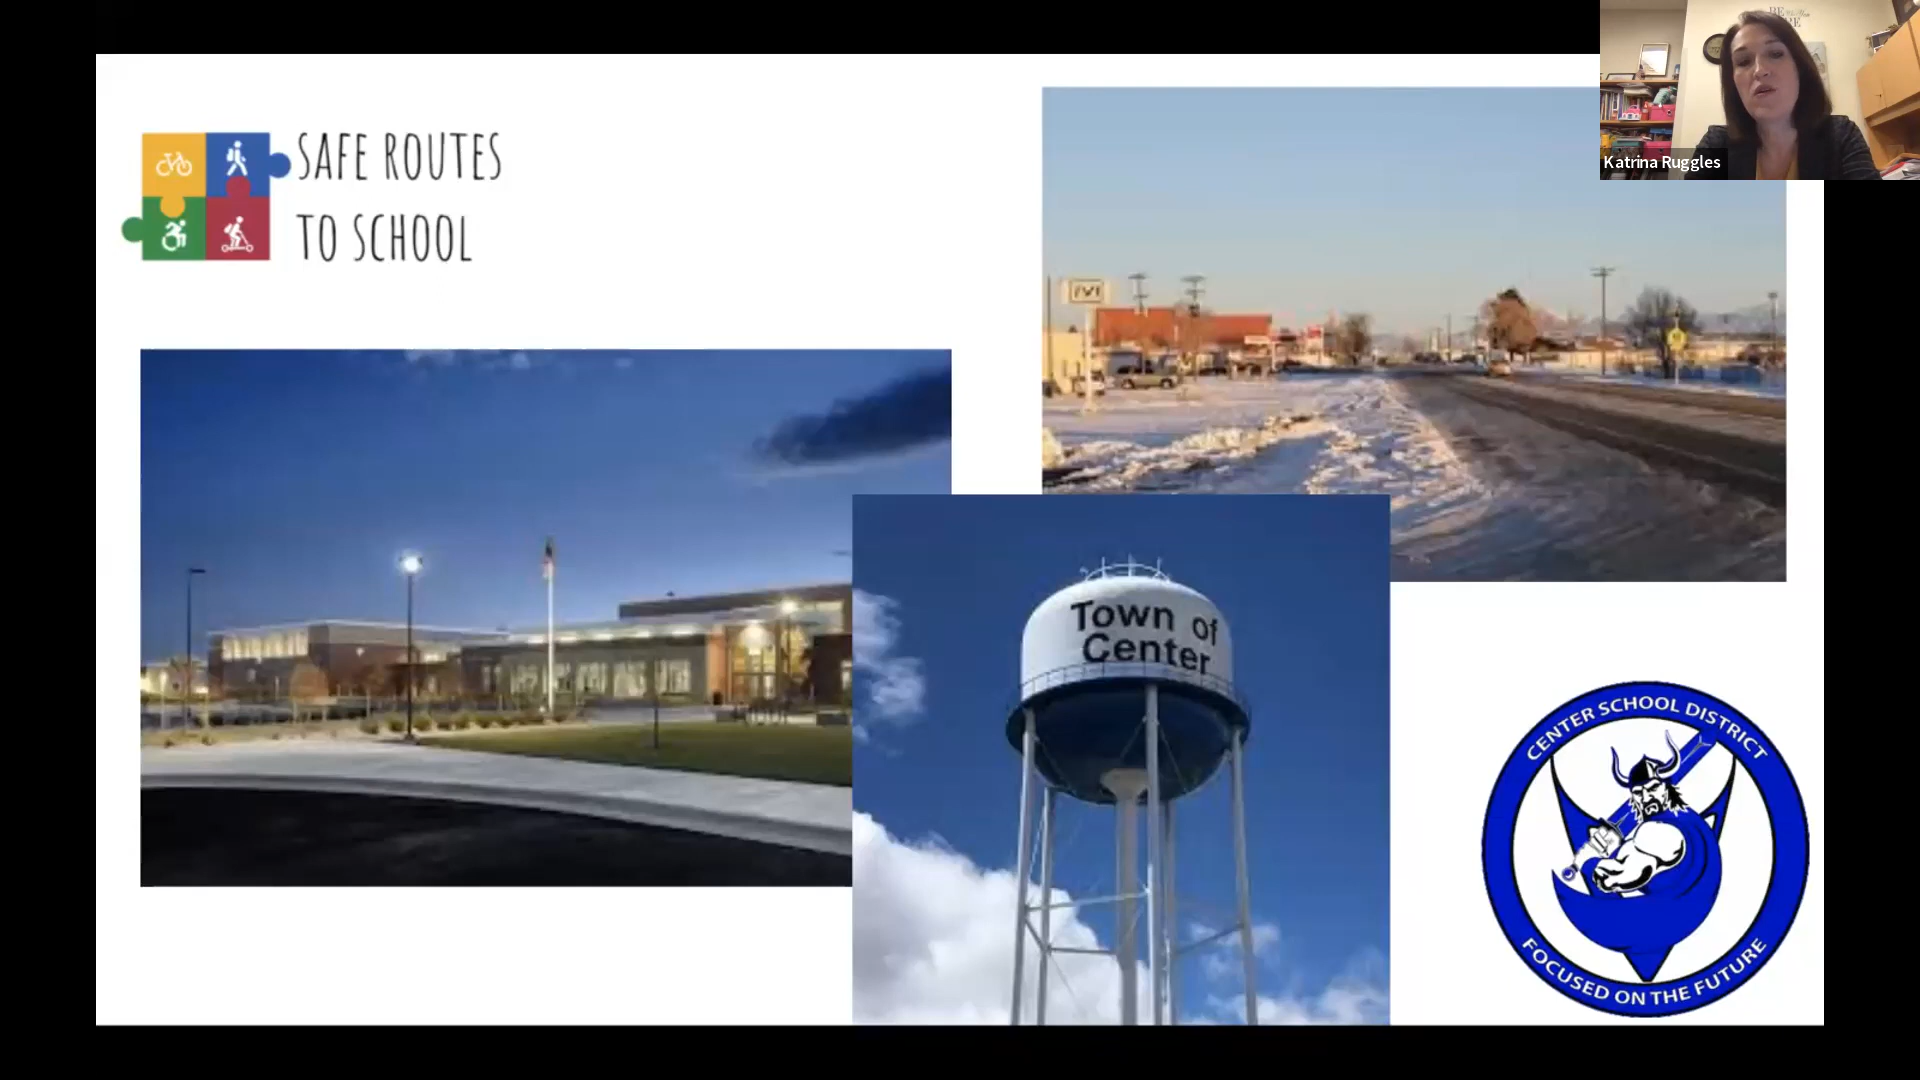 SAFE ROUTES
TO SCHOOL
Katrina Ruggles
Town of
Center
CENTER SCHOOL DISTRICT
FOCUSED ON THE FUTURE